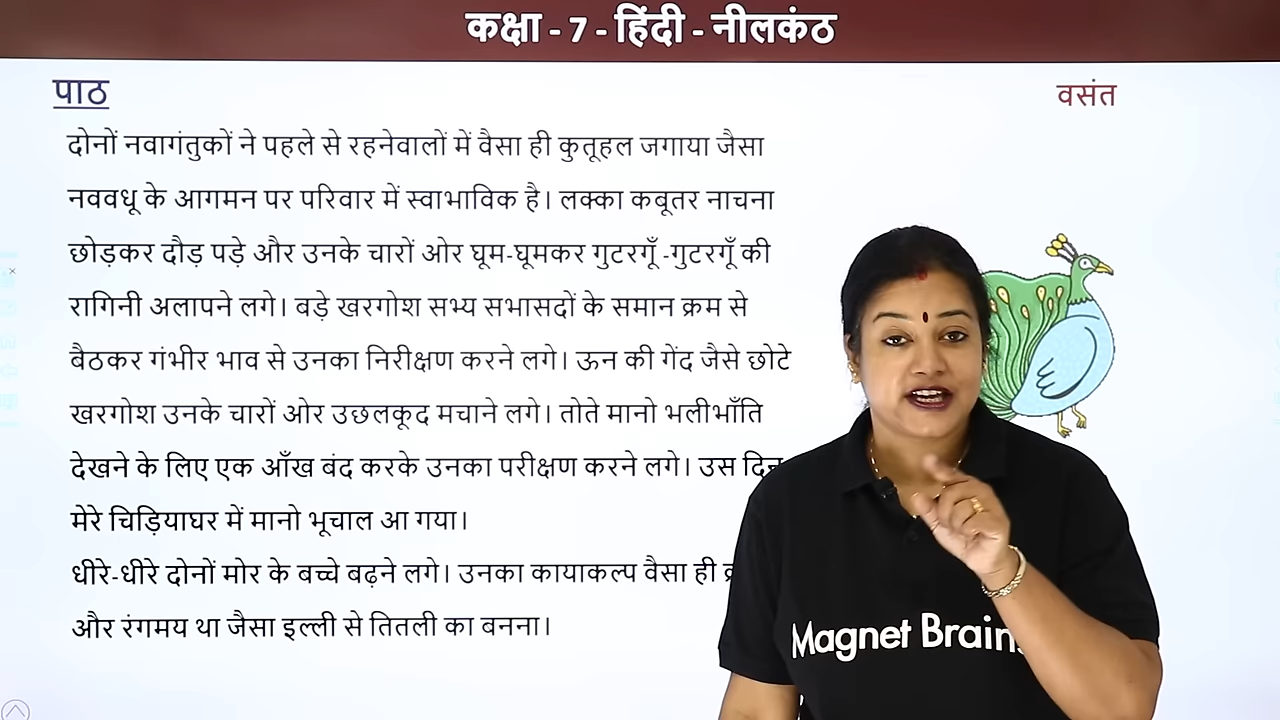 कक्षा - 7 - हिंदी - नीलकंठ
पाठ
वसंत
दोनों नवागंतुकों ने पहले से रहनेवालों में वैसा ही कुतूहल जगाया जैसा
नववधू के आगमन पर परिवार में स्वाभाविक है। लक्का कबूतर नाचना
छोड़कर दौड़ पड़े और उनके चारों ओर घूम-घूमकर गुटरगूँ -गुटरगूँ की
रागिनी अलापने लगे। बड़े खरगोश सभ्य सभासदों के समान क्रम से
बैठकर गंभीर भाव से उनका निरीक्षण करने लगे। ऊन की गेंद जैसे छोटे
खरगोश उनके चारों ओर उछलकूद मचाने लगे। तोते मानो भलीभाँति
देखने के लिए एक आँख बंद करके उनका परीक्षण करने लगे। उस दिन
मेरे चिड़ियाघर में मानो भूचाल आ गया।
धीरे-धीरे दोनों मोर के बच्चे बढ़ने लगे। उनका कायाकल्प वैसा ही
और रंगमय था जैसा इल्ली से तितली का बनना।
Magnet Brains